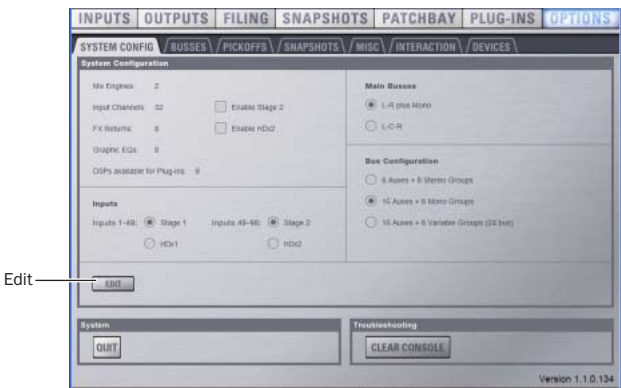 INPUTS OUTPUTS FILING SNAPSHOTS PATCHBAY PLUG-INS OPTIONS
SYSTEM CONFIG BUSSES PICKOFFS SNAPSHOTS MISC INTERACTION DEVICES
System Configuration
Mix Engines: 2
Input Channels: 52
Enable Stage 2
FX Returns: 8
Enable HDx2
Graphic EQs: 8
DSPs available for Plug-ins: 9
Inputs
Inputs 1-48: Stage 1 Inputs 49-96: Stage 2
HDx1 HDx2
Main Busses
L-R plus Mono
L-C-R
Bus Configuration
8 Auxes + 8 Stereo Groups
16 Auxes + 8 Mono Groups
16 Auxes + 8 Variable Groups (24 bus)
Edit
EDIT
System
QUIT
Troubleshooting
CLEAR CONSOLE
Version 1.1.0.134